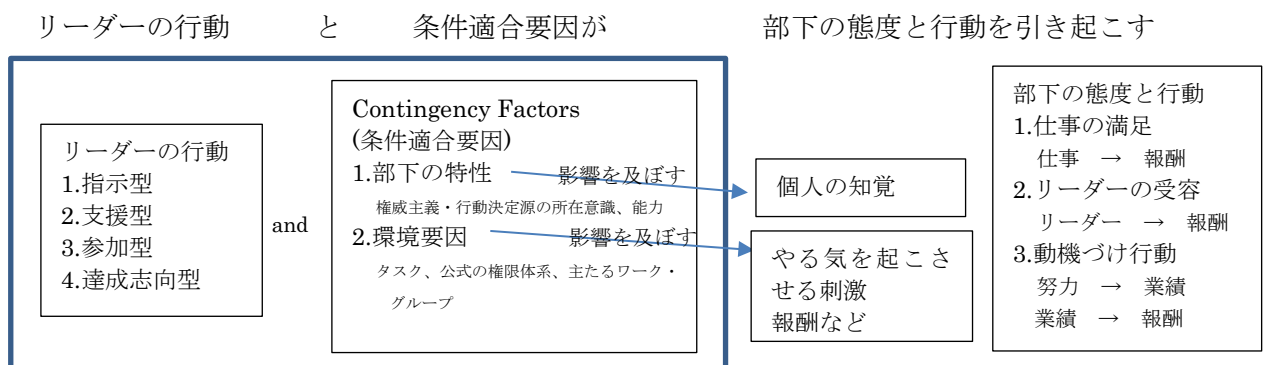 リーダーの行動 と 条件適合要因が 部下の態度と行動を引き起こす
リーダーの行動
1.指示型
2.支援型
3.参加型
4.達成志向型
and
Contingency Factors
(条件適合要因)
1.部下の特性 影響を及ぼす
権威主義・行動決定源の所在意識、能力
2.環境要因 影響を及ぼす
タスク、公式の権限体系、主たるワーク・
グループ
個人の知覚
やる気を起こさ
せる刺激
報酬など
部下の態度と行動
1.仕事の満足
仕事 → 報酬
2.リーダーの受容
リーダー → 報酬
3.動機づけ行動
努力 → 業績
業績 → 報酬